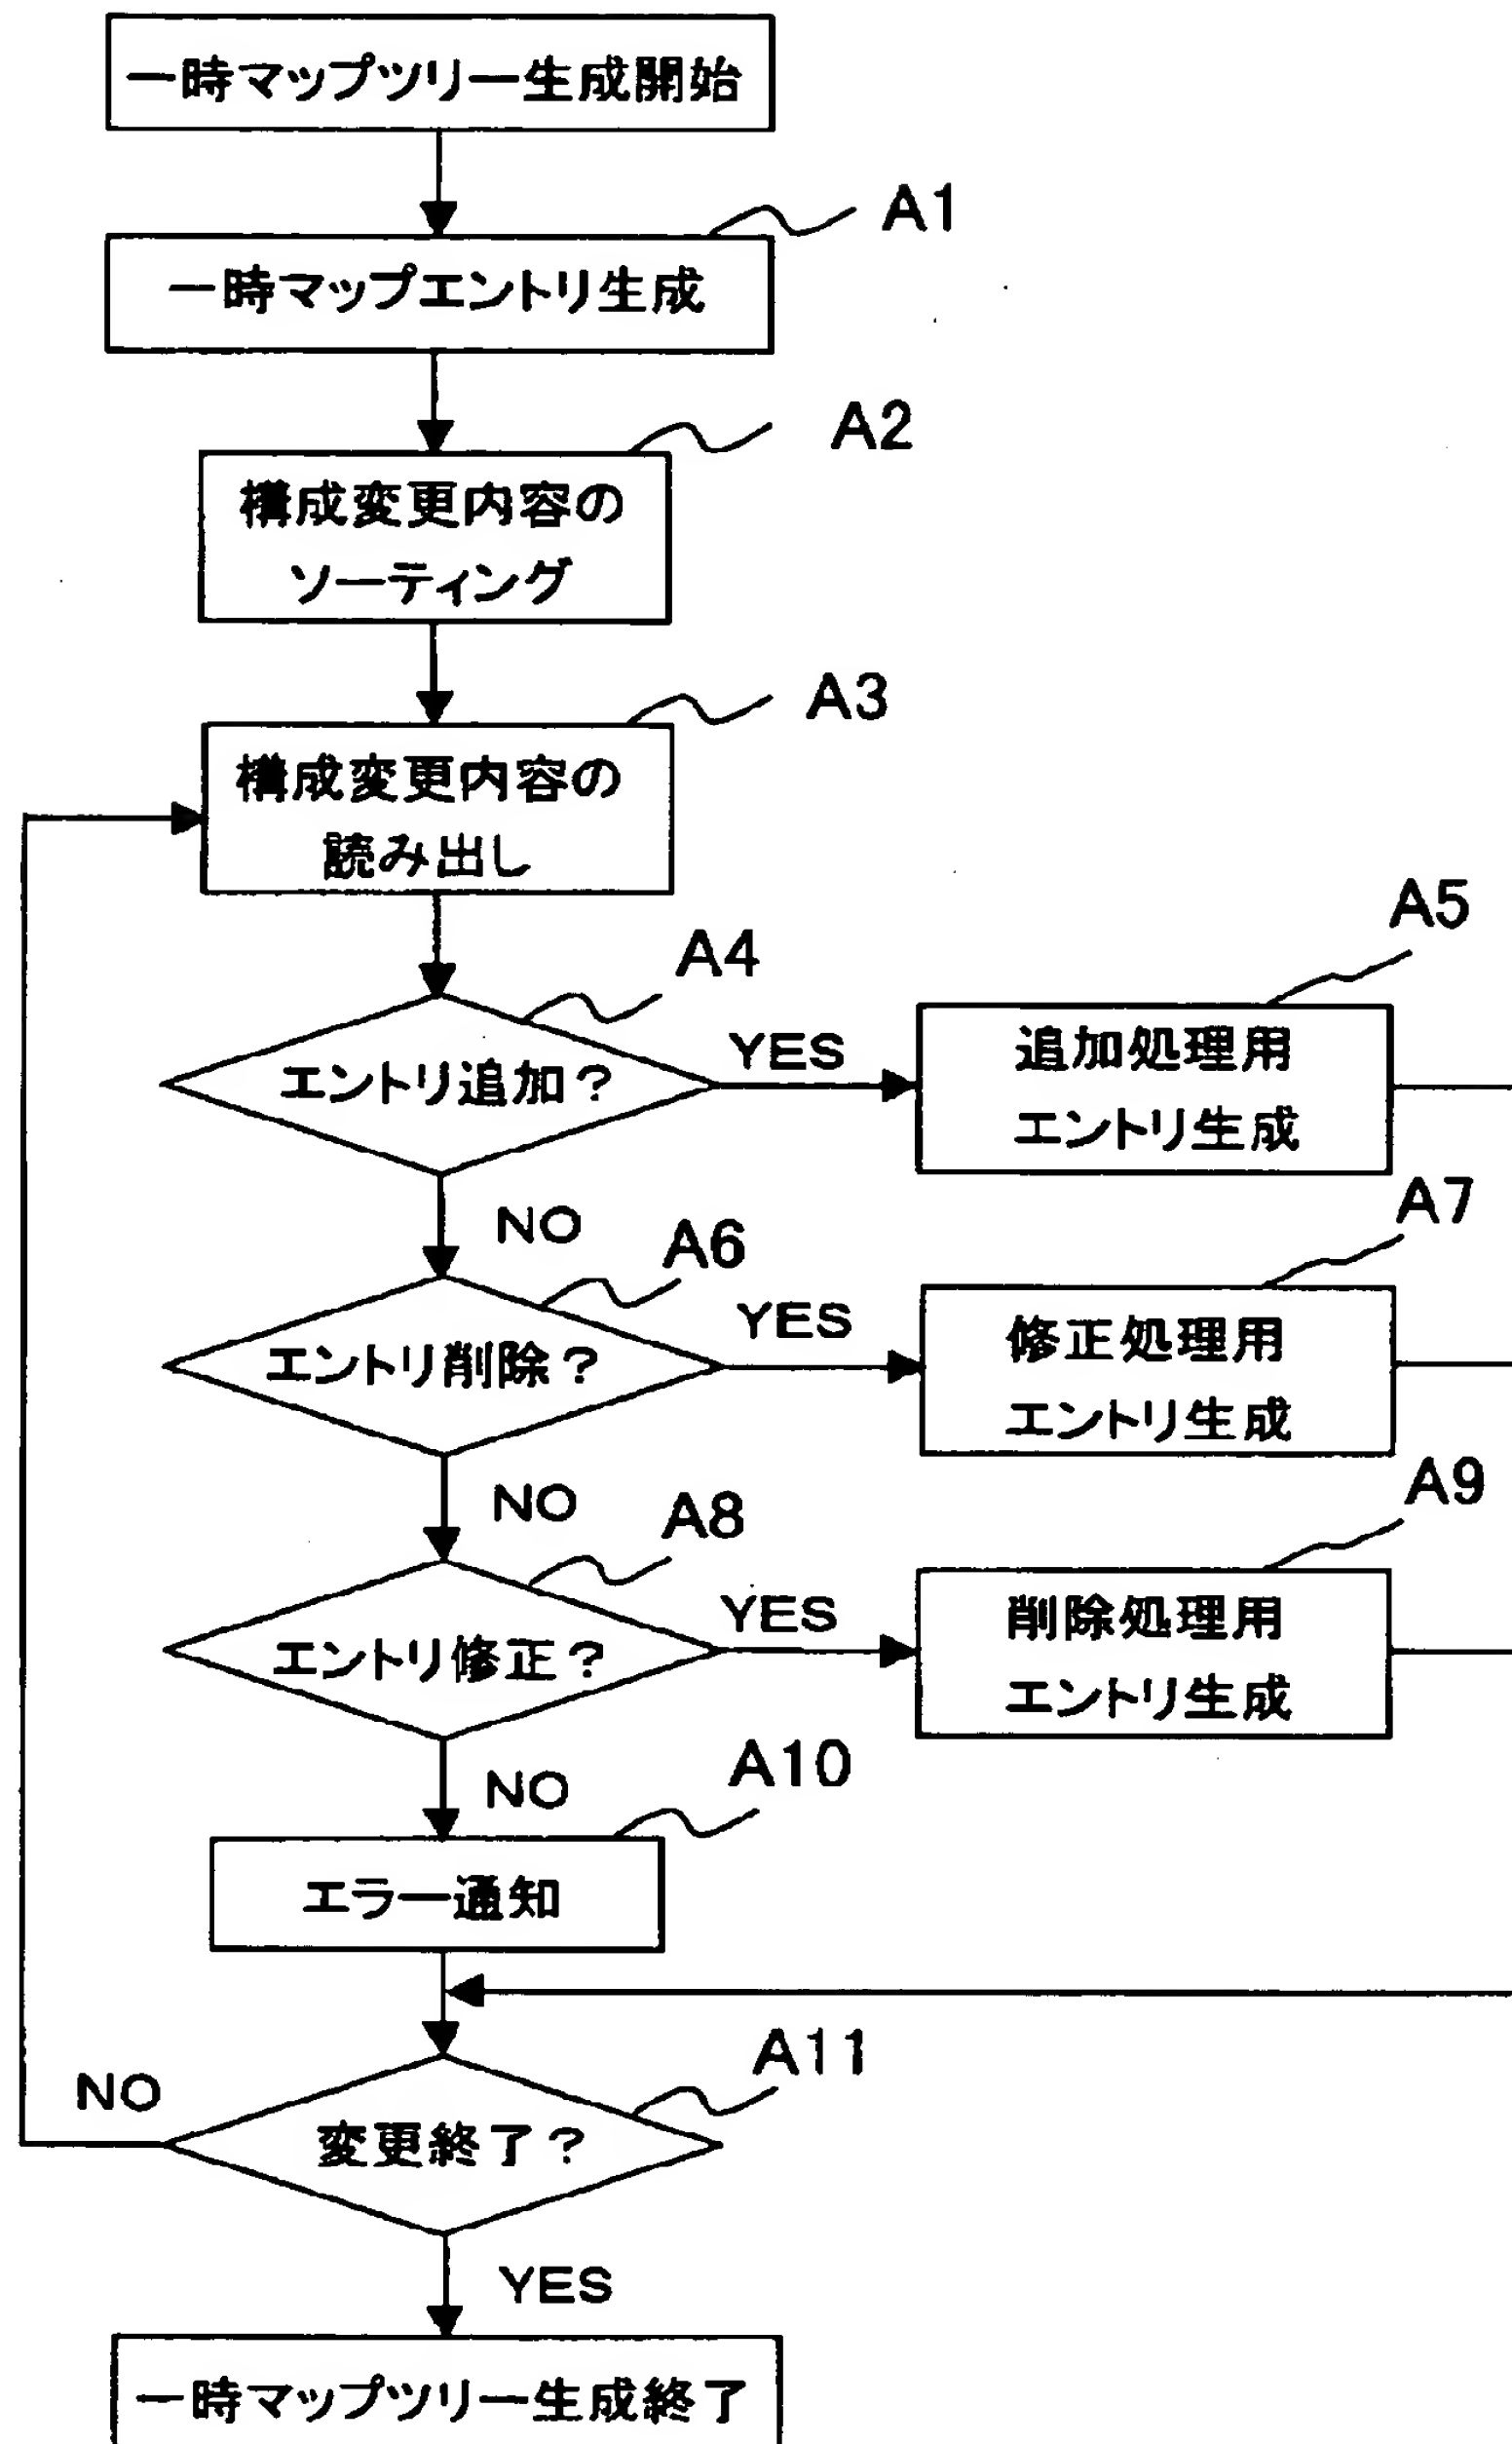 一時マップツリー生成開始
A1
一時マップエントリ生成
A2
構成変更内容の
ソーティング
A3
構成変更内容の
読み出し
A4
エントリ追加？
YES
A5
追加処理用
エントリ生成
NO
A6
エントリ削除？
YES
A7
修正処理用
エントリ生成
NO
A8
エントリ修正？
YES
A9
削除処理用
エントリ生成
NO
A10
エラー通知
A11
変更終了？
NO
YES
一時マップツリー生成終了